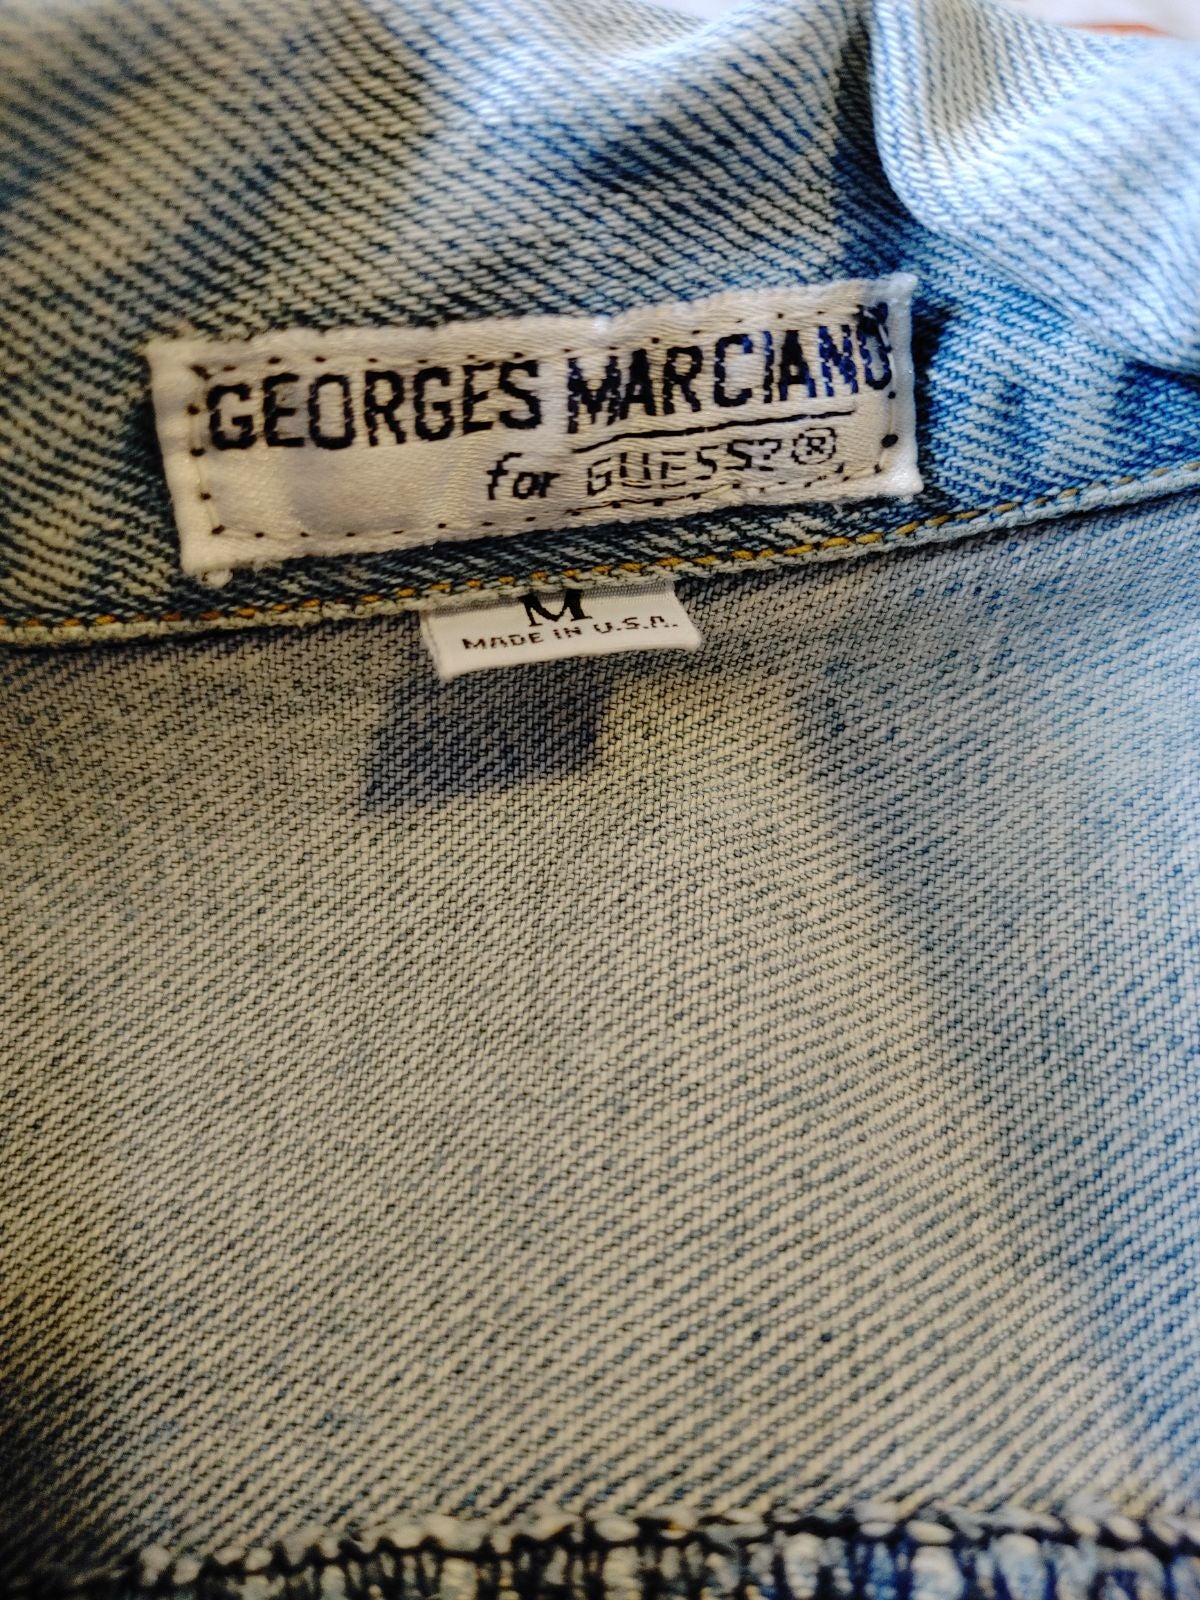 GEORGES MARCIANO
for GUESS?®
M
MADE IN U.S.A.